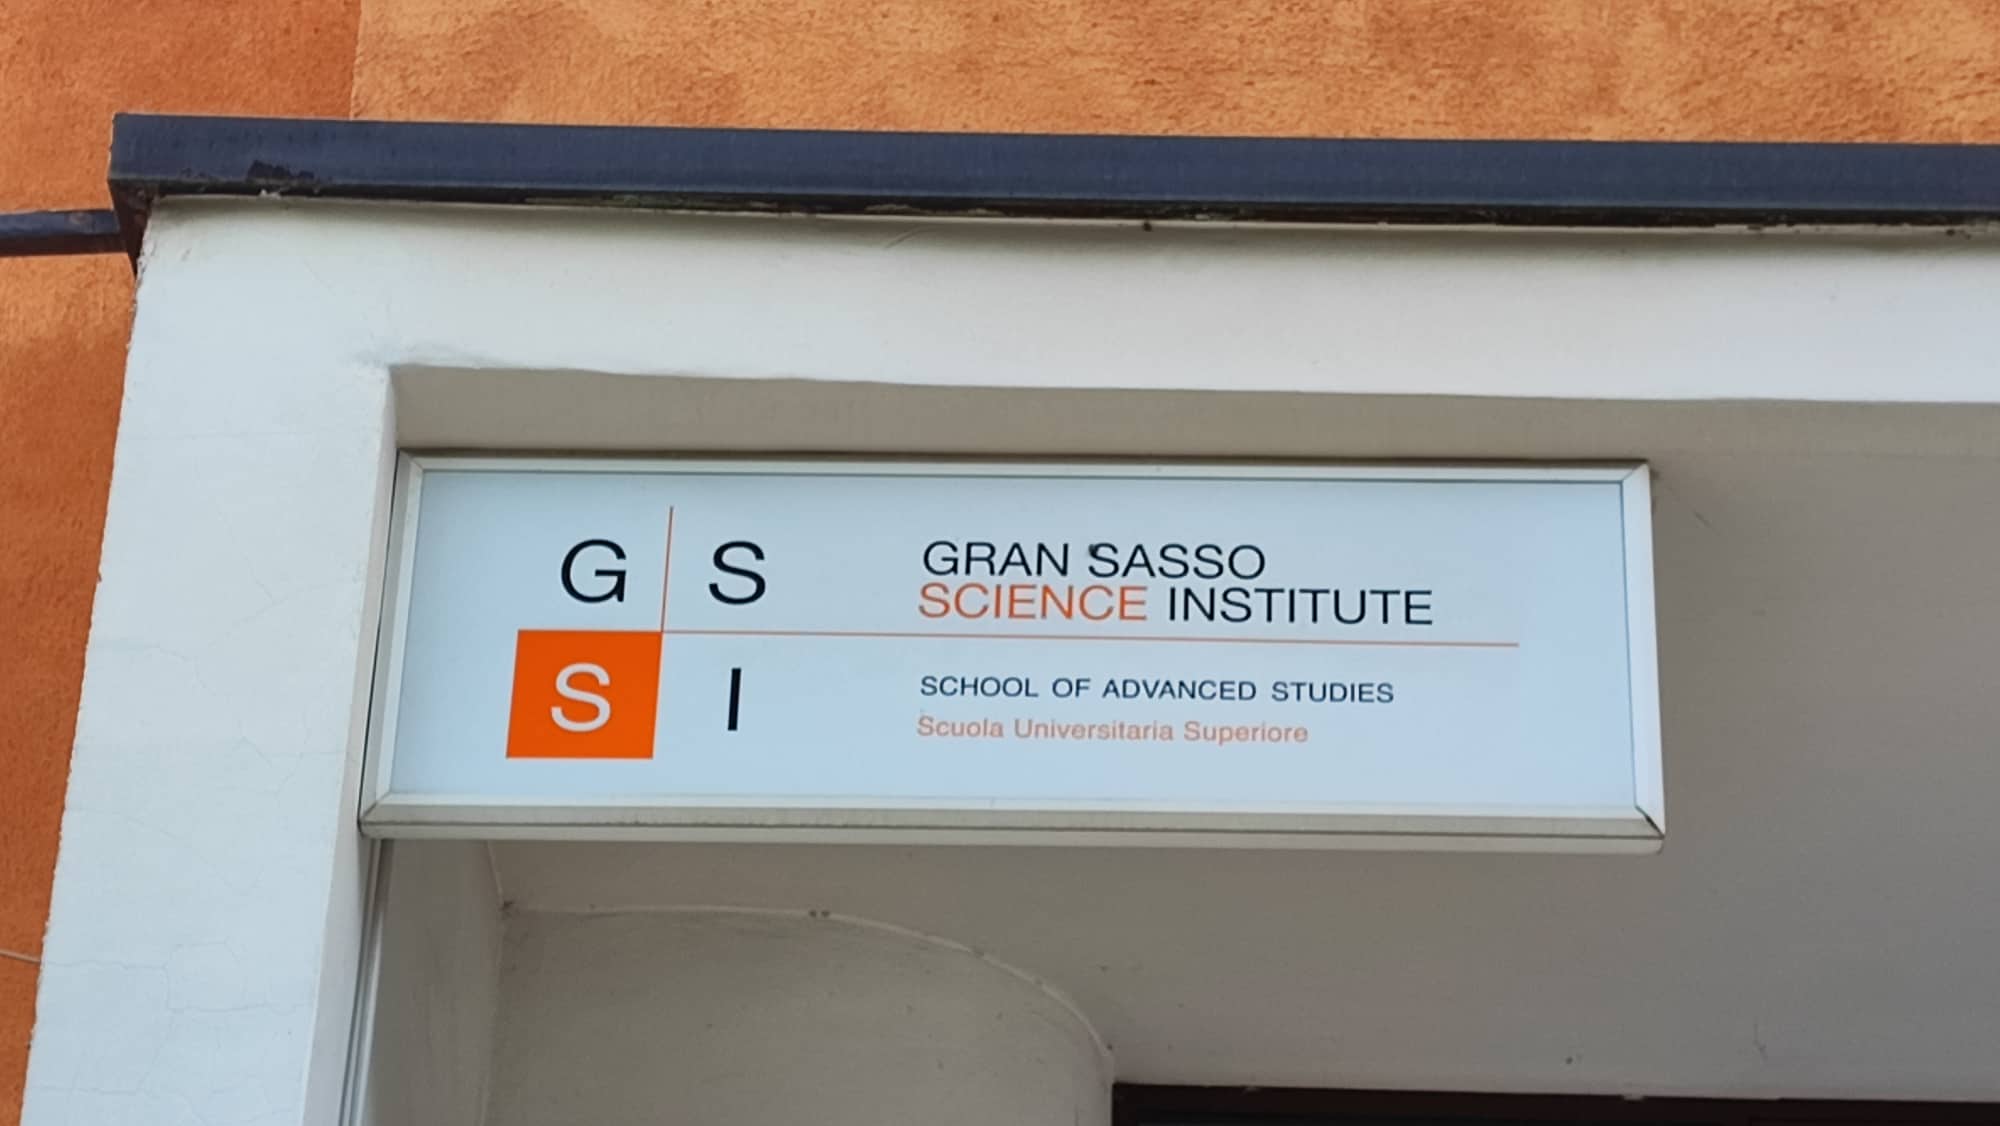 G S
S I
GRAN SASSO
SCIENCE INSTITUTE
SCHOOL OF ADVANCED STUDIES
Scuola Universitaria Superiore